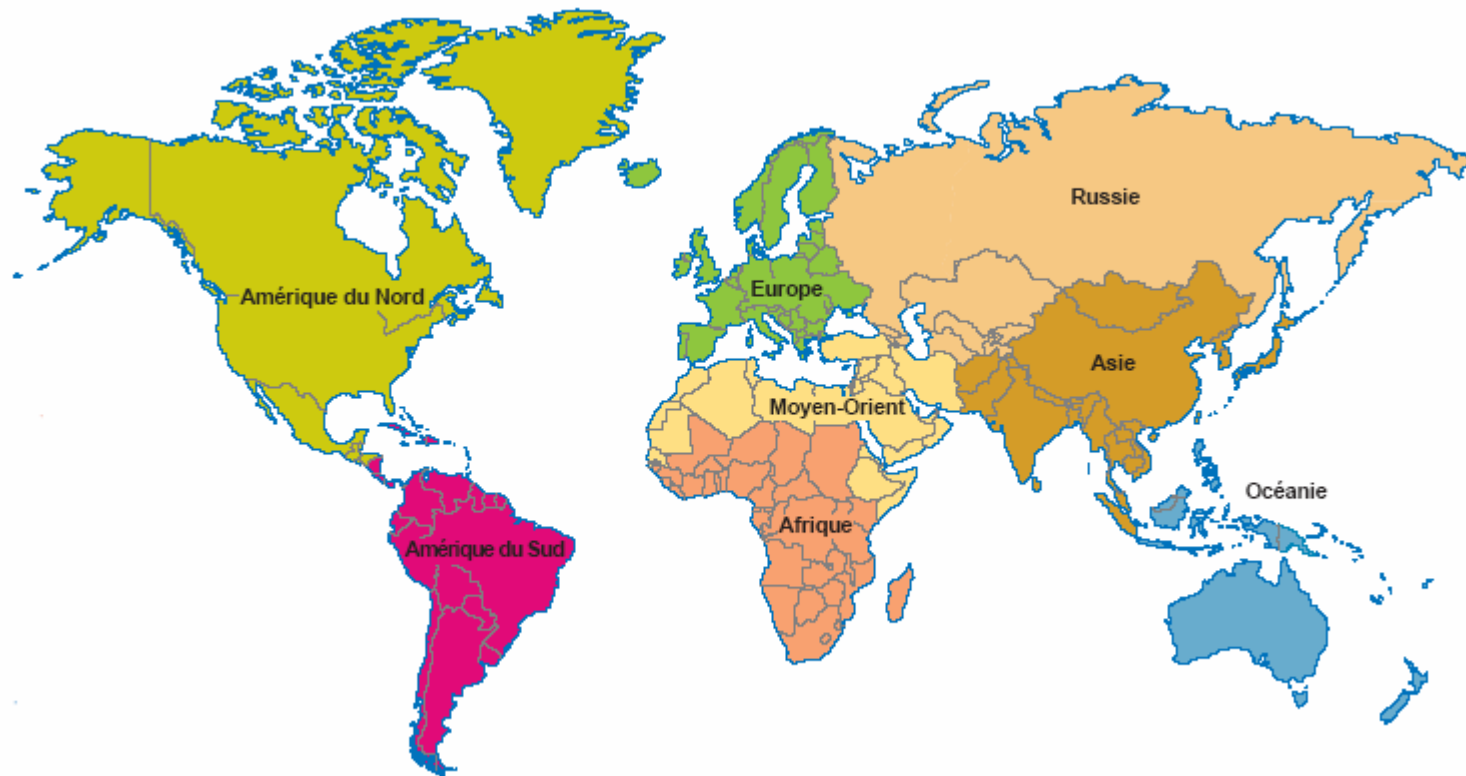 Russie
Amérique du Nord
Europe
Asie
Moyen-Orient
Océanie
Afrique
Amérique du Sud